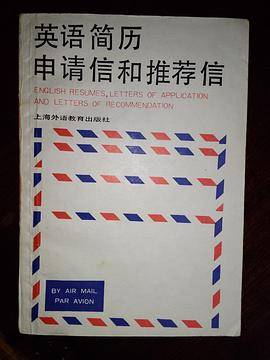 英语简历
申请信和推荐信
ENGLISH RESUMES, LETTERS OF APPLICATION
AND LETTERS OF RECOMMENDATION
上海外语教育出版社
BY AIR MAIL
PAR AVION